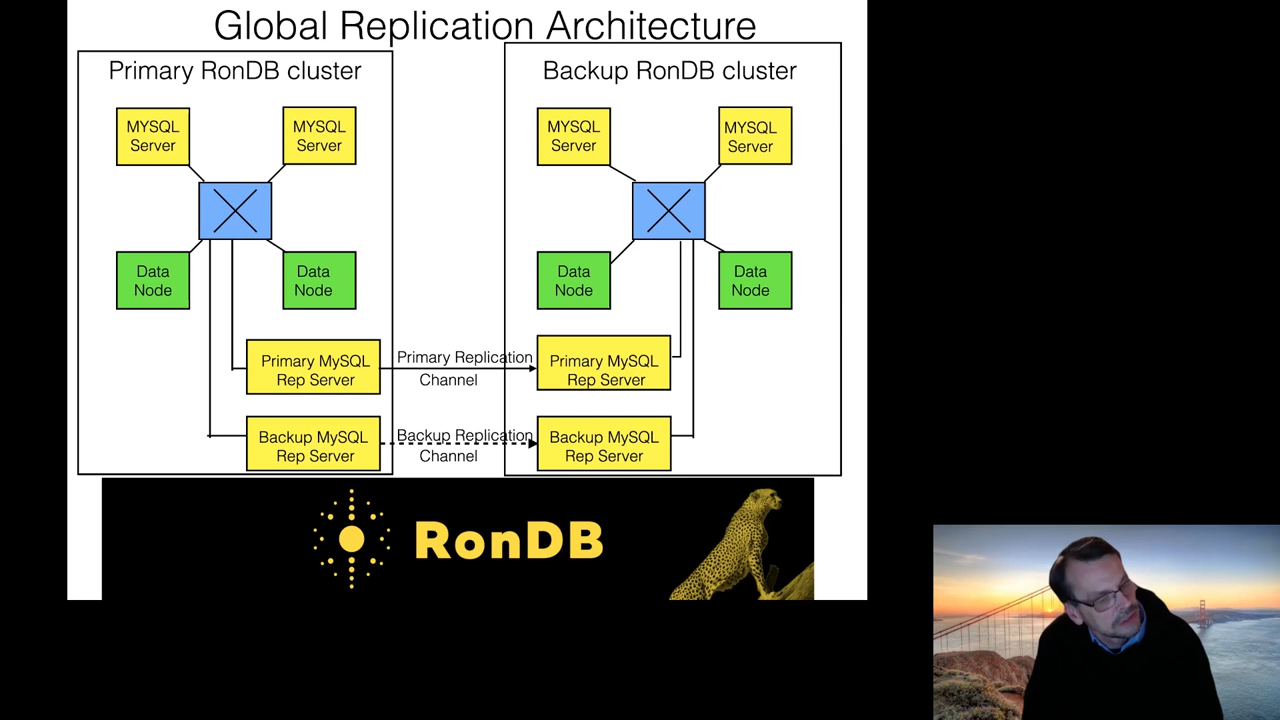 Global Replication Architecture
Primary RonDB cluster
MYSQL
Server
MYSQL
Server
Data
Node
Data
Node
Primary MySQL
Rep Server
Backup MySQL
Rep Server
Primary Replication
Channel
Backup Replication
Channel
Backup RonDB cluster
MYSQL
Server
MYSQL
Server
Data
Node
Data
Node
Primary MySQL
Rep Server
Backup MySQL
Rep Server
RonDB